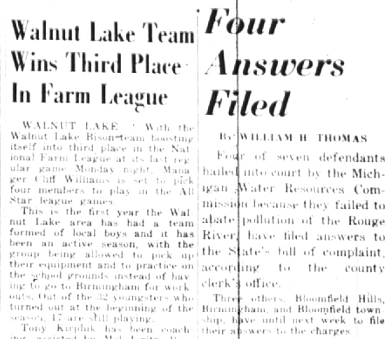 Walnut Lake Team
Wins Third Place
In Farm League
WALNUT LAKE With the
Walnut Lake Bison team boosting
itself into third place in the Nat
ional Farm League at its last reg
ular game Monday night, Mana
ger Cliff Williams is set to pick
four members to play in the All
Star league games.
This is the first year the Wal
nut Lake area has had a team
formed of local boys and it has
been an active season, with the
group being allowed to pick up
their equipment and to practice on
the school grounds instead of hav
ing to go to Birmingham for work
outs. Out of the 32 youngsters who
turned out at the beginning of the
season, 17 are still playing.
Tony has been coach
Four
Answers
Filed
By WILLIAM H. THOMAS
Four of seven defendants
hailed into court by the Mich-
igan Water Resources Com-
mission because they failed to
abate pollution of the Rouge
River, have filed answers to
the State's bill of complaint,
according to the county
clerk's office.
Three others, Bloomfield Hills,
Birmingham, and Bloomfield town
ship, have until next week to file
their answers to the charges.